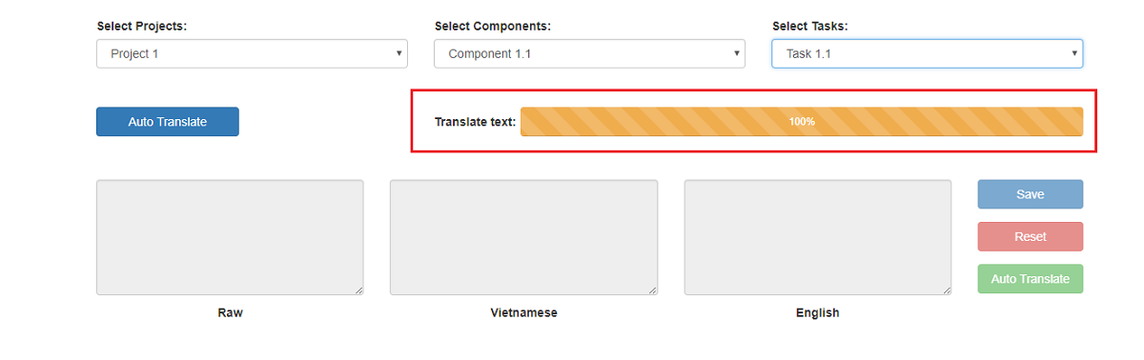 Select Projects: Select Components: Select Tasks:
Project 1 Component 1.1 Task 1.1
Auto Translate Translate text: 100%
Save
Reset
Auto Translate
Raw Vietnamese English